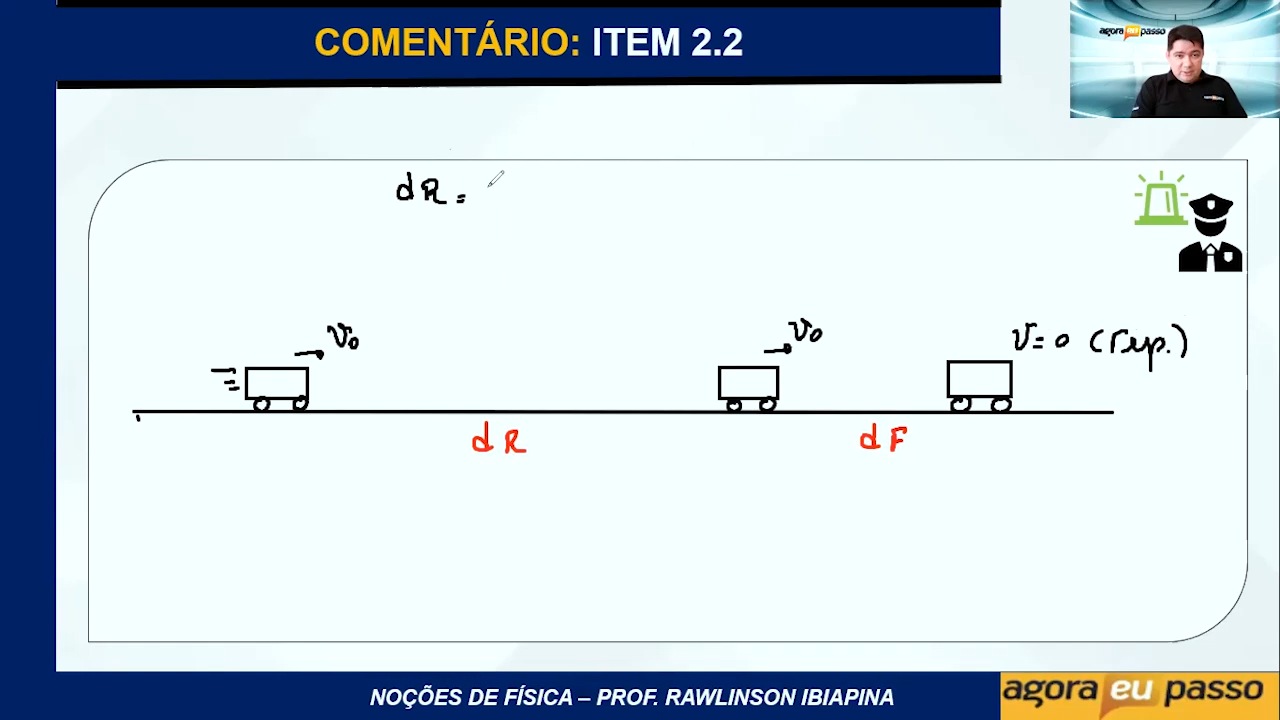 COMENTÁRIO: ITEM 2.2
agora eu passo
dR =
v₀
v₀
v = 0 (rep.)
dR
dF
NOÇÕES DE FÍSICA – PROF. RAWLINSON IBIAPINA
agora eu passo